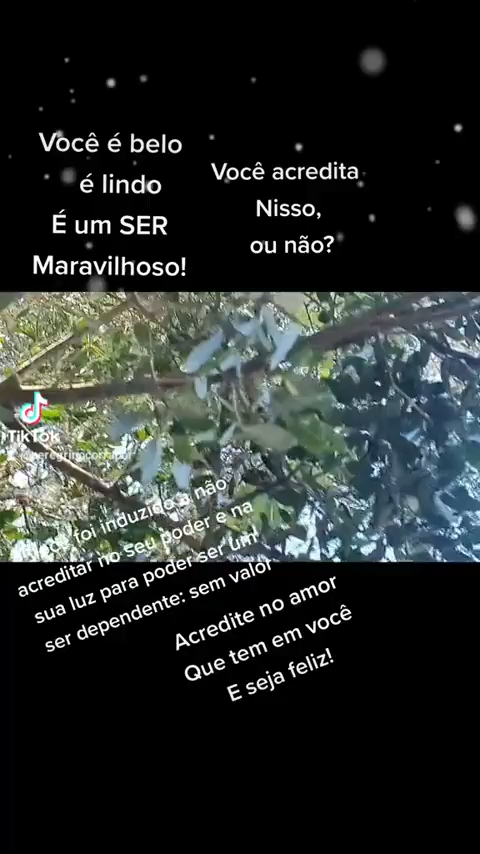 Você é belo
é lindo
É um SER
Maravilhoso!
Você acredita
Nisso,
ou não?
TikTok
foi induzido a não
acreditar no seu poder e na
sua luz para poder ser um
ser dependente: sem valor
Acredite no amor
Que tem em você
E seja feliz!